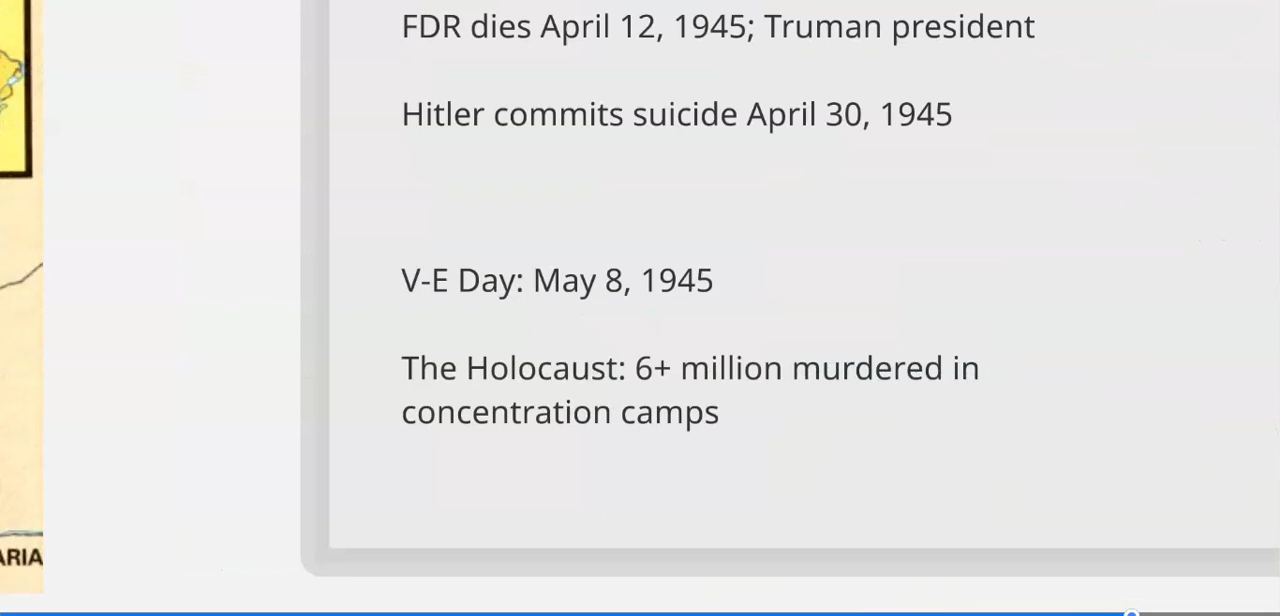 FDR dies April 12, 1945; Truman president
Hitler commits suicide April 30, 1945
V-E Day: May 8, 1945
The Holocaust: 6+ million murdered in
concentration camps
ARIA